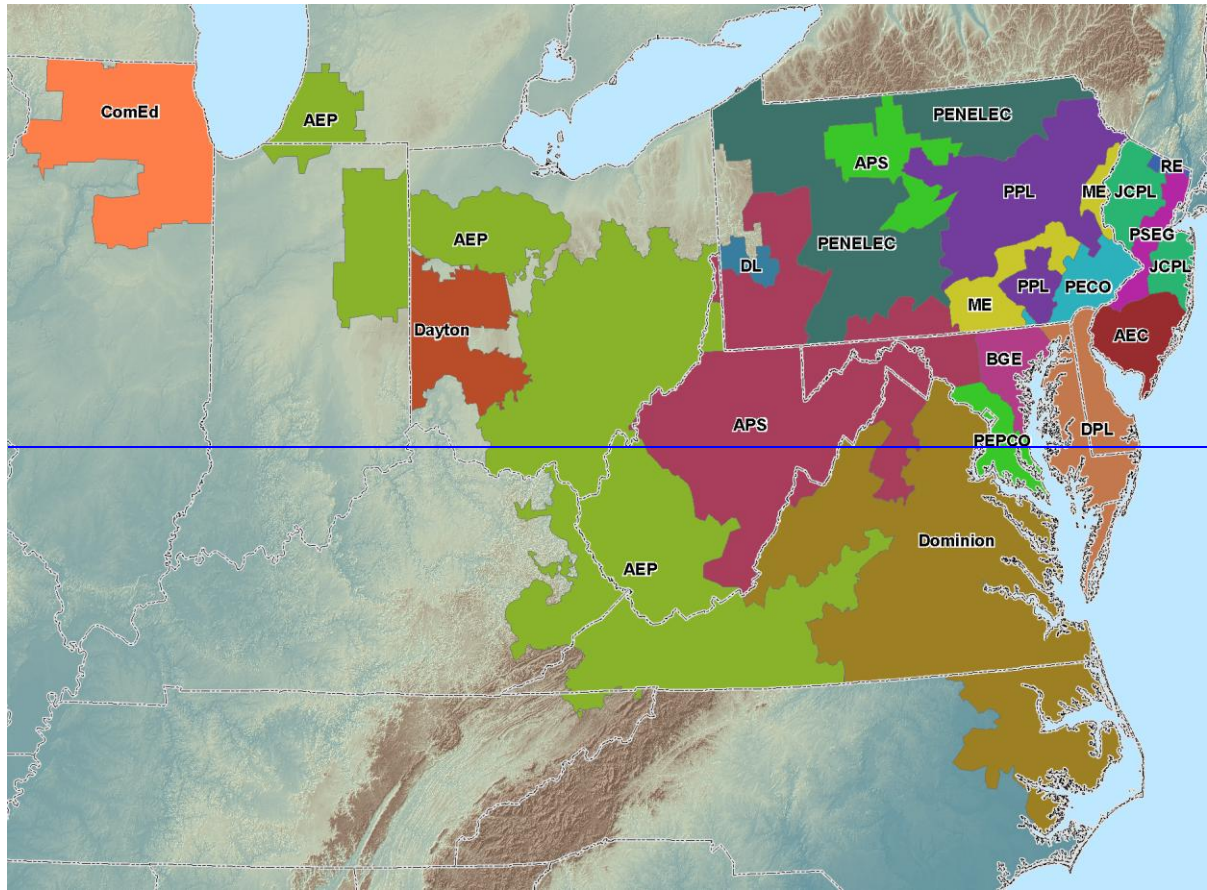 ComEd
AEP
PENELEC
APS
RE
PPL
ME
JCPL
PSEG
AEP
PENELEC
DL
JCPL
PPL
PECO
ME
Dayton
AEC
BGE
APS
DPL
PEPCO
Dominion
AEP